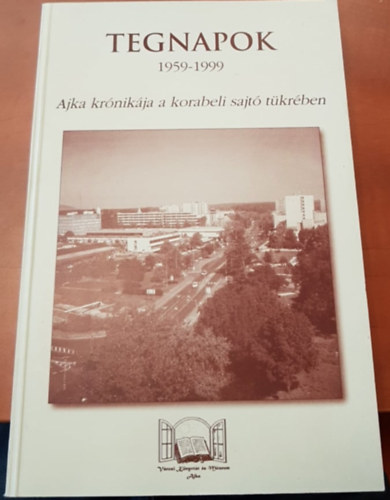 TEGNAPOK
1959-1999
Ajka krónikája a korabeli sajtó tükrében
Városi Könyvtár és Múzeum
Ajka